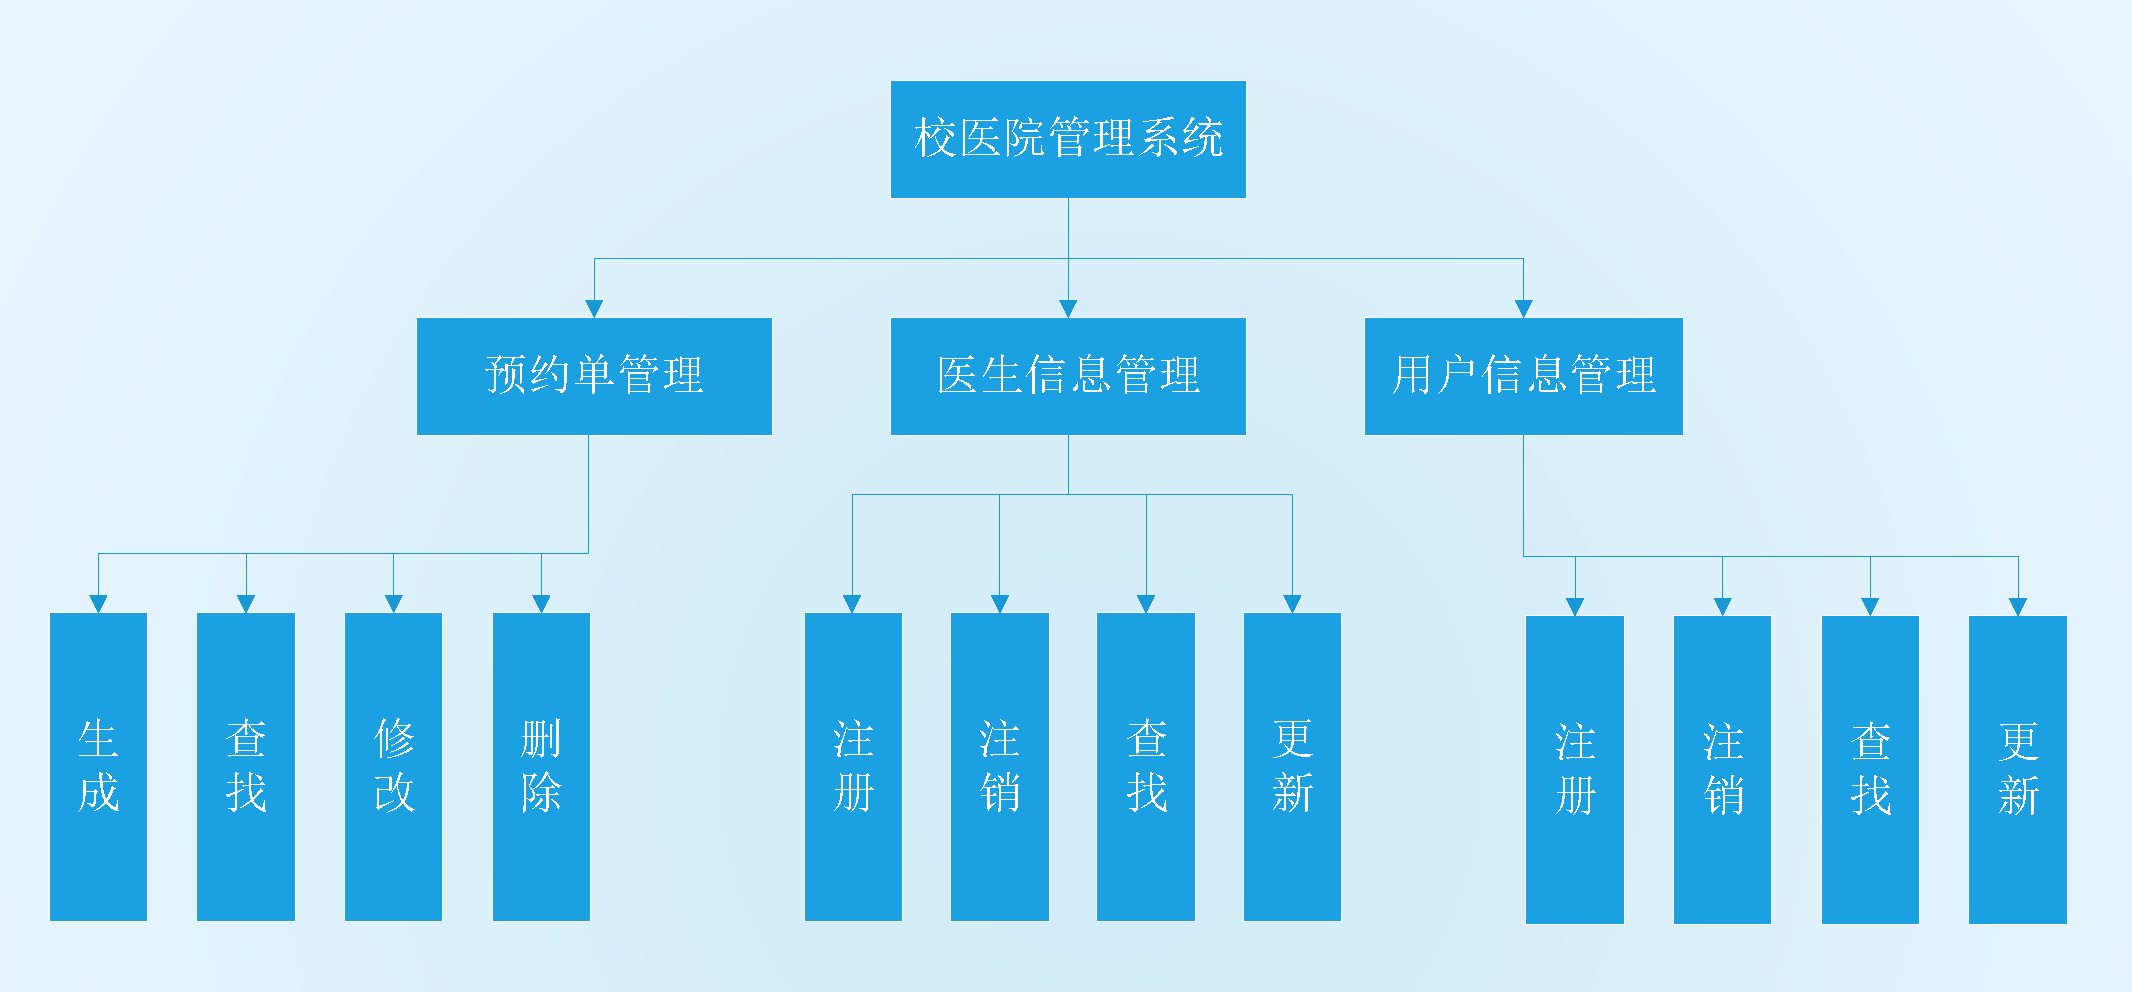 校医院管理系统
预约单管理
医生信息管理
用户信息管理
生成
查找
修改
删除
注册
注销
查找
更新
注册
注销
查找
更新